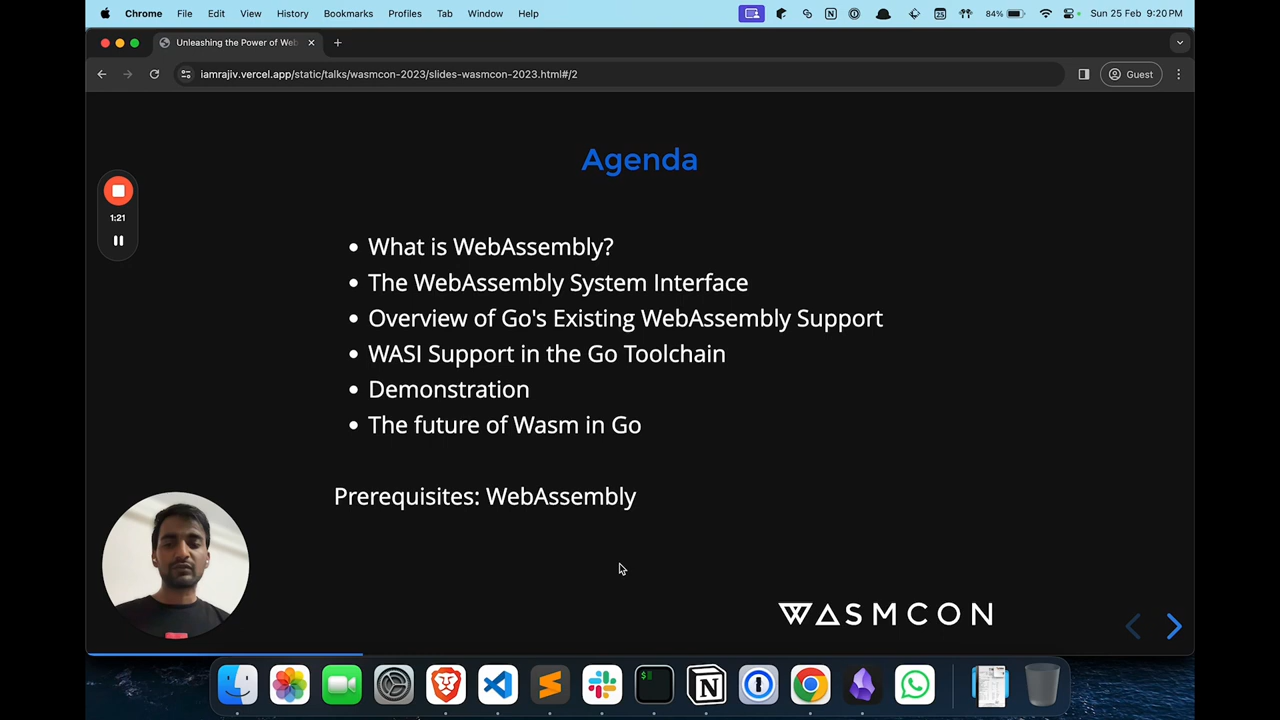 Chrome File Edit View History Bookmarks Profiles Tab Window Help 84% Sun 25 Feb 9:20 PM
Unleashing the Power of Web
iamrajiv.vercel.app/static/talks/wasmcon-2023/slides-wasmcon-2023.html#/2 Guest
Agenda
1:21
• What is WebAssembly?
• The WebAssembly System Interface
• Overview of Go's Existing WebAssembly Support
• WASI Support in the Go Toolchain
• Demonstration
• The future of Wasm in Go
Prerequisites: WebAssembly
WASMCON